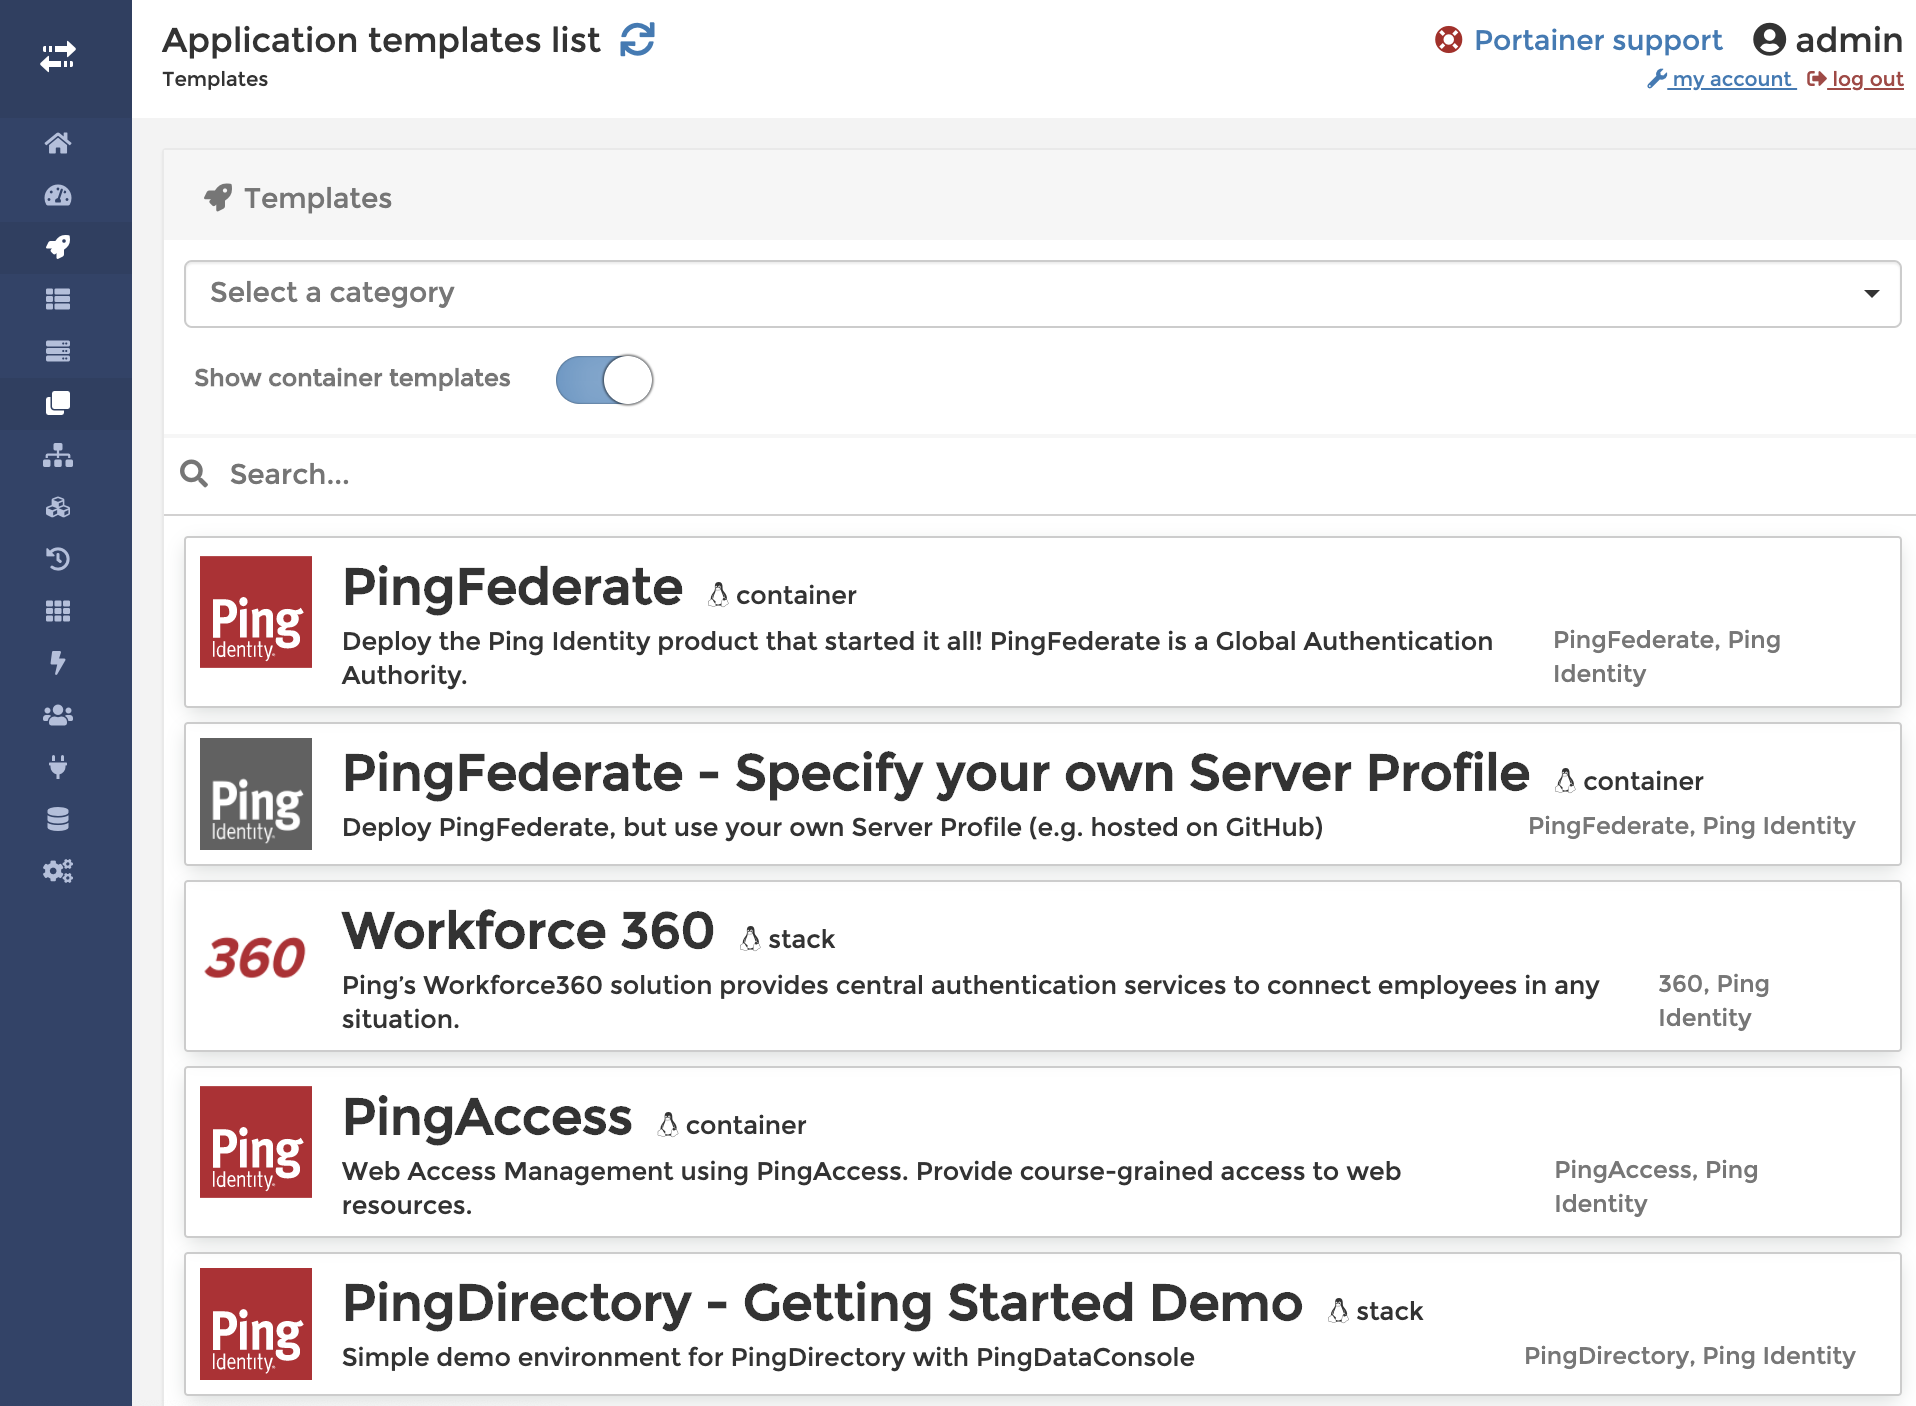 Application templates list
Portainer support
admin
Templates
my account
log out
Templates
Select a category
Show container templates
Search...
Ping
Identity.
PingFederate
container
Deploy the Ping Identity product that started it all! PingFederate is a Global Authentication
Authority.
PingFederate, Ping
Identity
Ping
Identity.
PingFederate - Specify your own Server Profile
container
Deploy PingFederate, but use your own Server Profile (e.g. hosted on GitHub)
PingFederate, Ping Identity
360
Workforce 360
stack
Ping’s Workforce360 solution provides central authentication services to connect employees in any
situation.
360, Ping
Identity
Ping
Identity.
PingAccess
container
Web Access Management using PingAccess. Provide course-grained access to web
resources.
PingAccess, Ping
Identity
Ping
Identity.
PingDirectory - Getting Started Demo
stack
Simple demo environment for PingDirectory with PingDataConsole
PingDirectory, Ping Identity